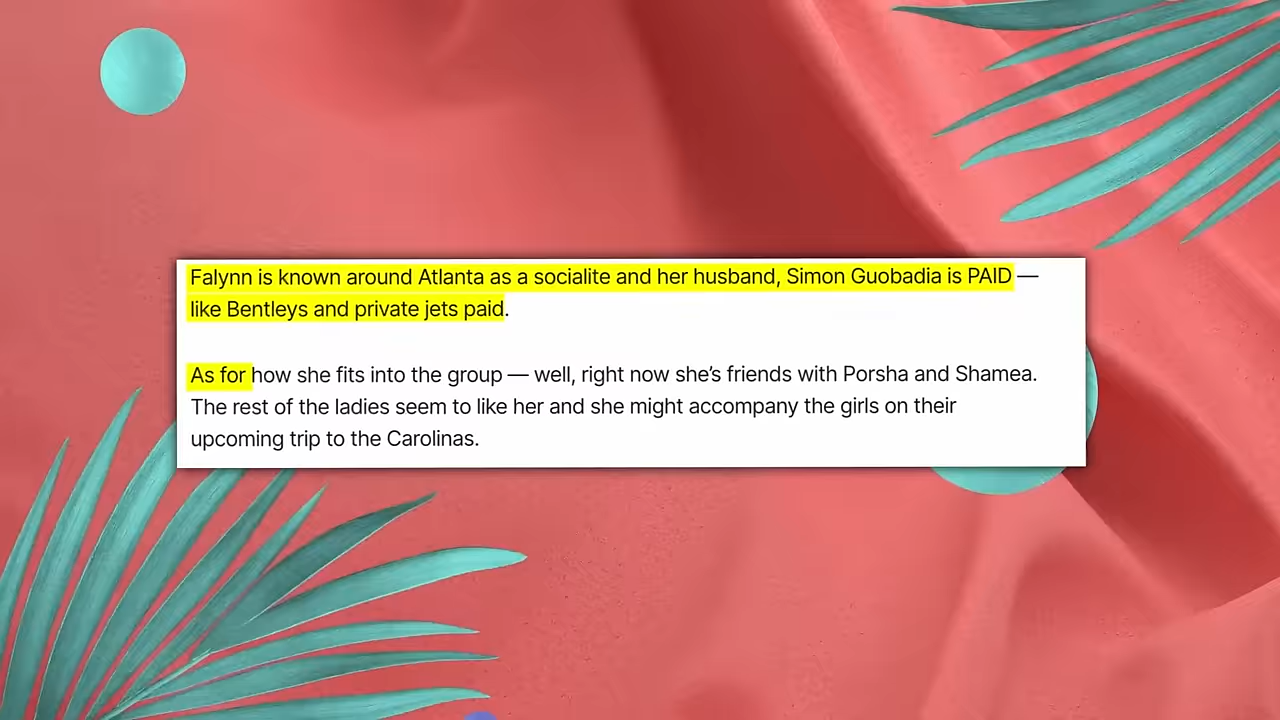 Falynn is known around Atlanta as a socialite and her husband, Simon Guobadia is PAID —
like Bentleys and private jets paid.
As for how she fits into the group — well, right now she’s friends with Porsha and Shamea.
The rest of the ladies seem to like her and she might accompany the girls on their
upcoming trip to the Carolinas.